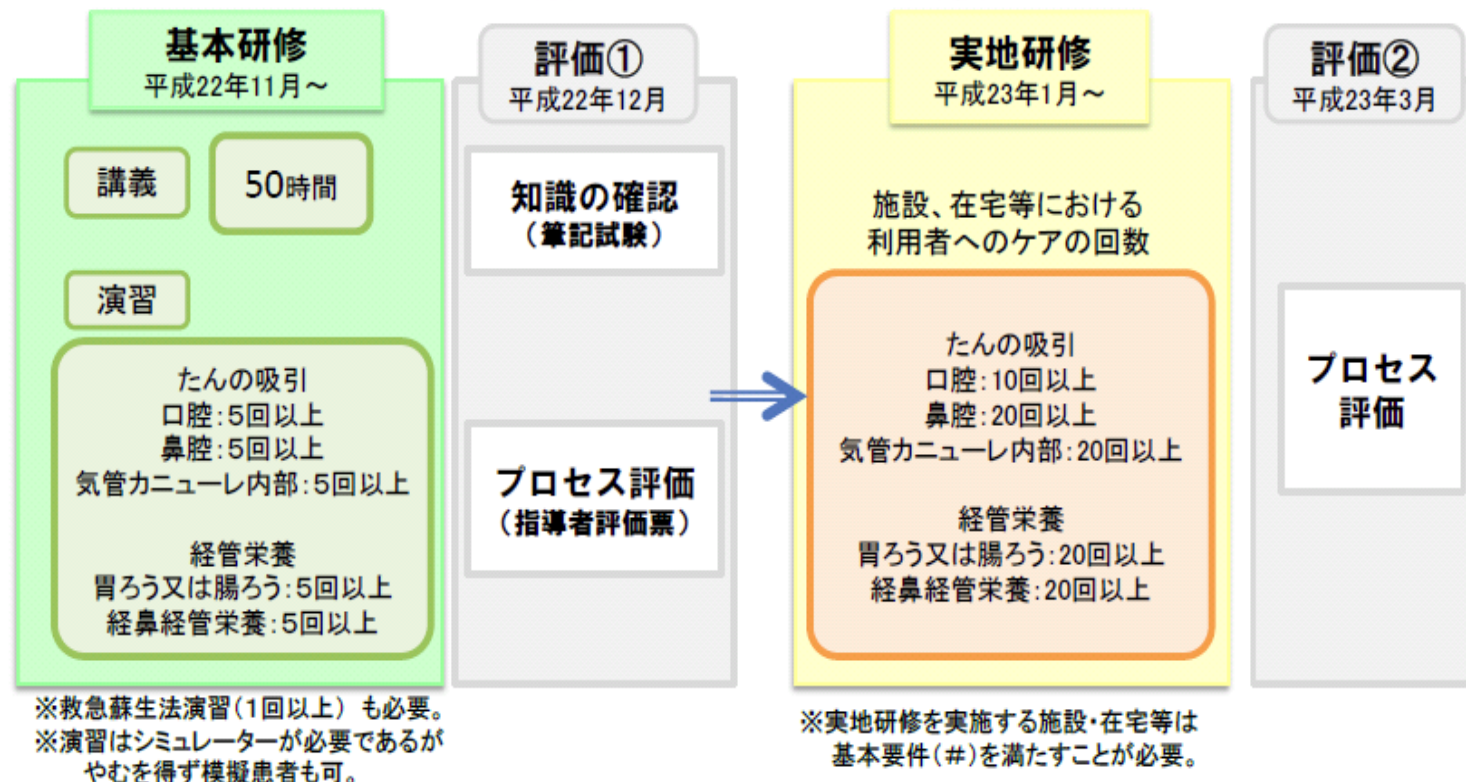 基本研修
平成22年11月～
講義
50時間
演習
たんの吸引
口腔：5回以上
鼻腔：5回以上
気管カニューレ内部：5回以上
経管栄養
胃ろう又は腸ろう：5回以上
経鼻経管栄養：5回以上
※救急蘇生法演習（1回以上） も必要。
※演習はシミュレーターが必要であるが
やむを得ず模擬患者も可。
評価①
平成22年12月
知識の確認
（筆記試験）
プロセス評価
（指導者評価票）
実地研修
平成23年1月～
施設、在宅等における
利用者へのケアの回数
たんの吸引
口腔：10回以上
鼻腔：20回以上
気管カニューレ内部：20回以上
経管栄養
胃ろう又は腸ろう：20回以上
経鼻経管栄養：20回以上
※実地研修を実施する施設・在宅等は
基本要件（＃）を満たすことが必要。
評価②
平成23年3月
プロセス
評価